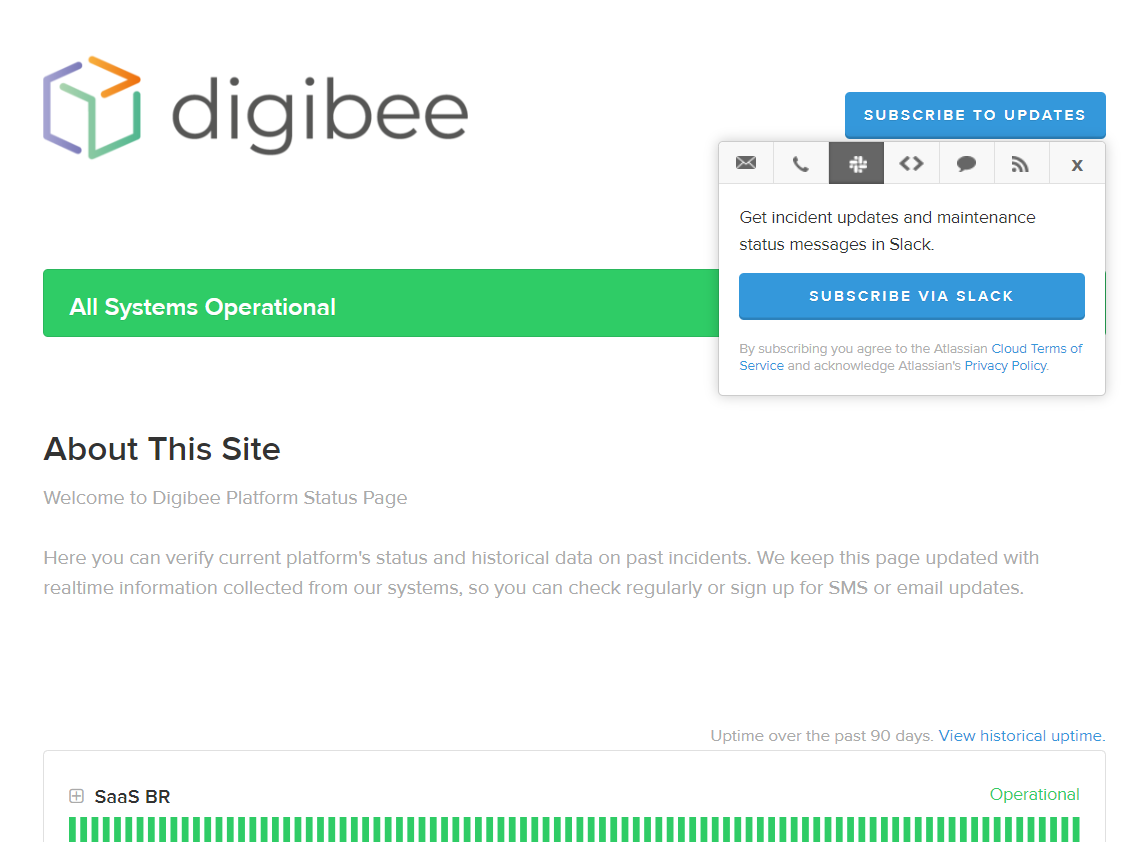 digibee
SUBSCRIBE TO UPDATES
x
Get incident updates and maintenance
status messages in Slack.
SUBSCRIBE VIA SLACK
By subscribing you agree to the Atlassian Cloud Terms of
Service and acknowledge Atlassian's Privacy Policy.
All Systems Operational
About This Site
Welcome to Digibee Platform Status Page
Here you can verify current platform's status and historical data on past incidents. We keep this page updated with
realtime information collected from our systems, so you can check regularly or sign up for SMS or email updates.
Uptime over the past 90 days. View historical uptime.
SaaS BR
Operational